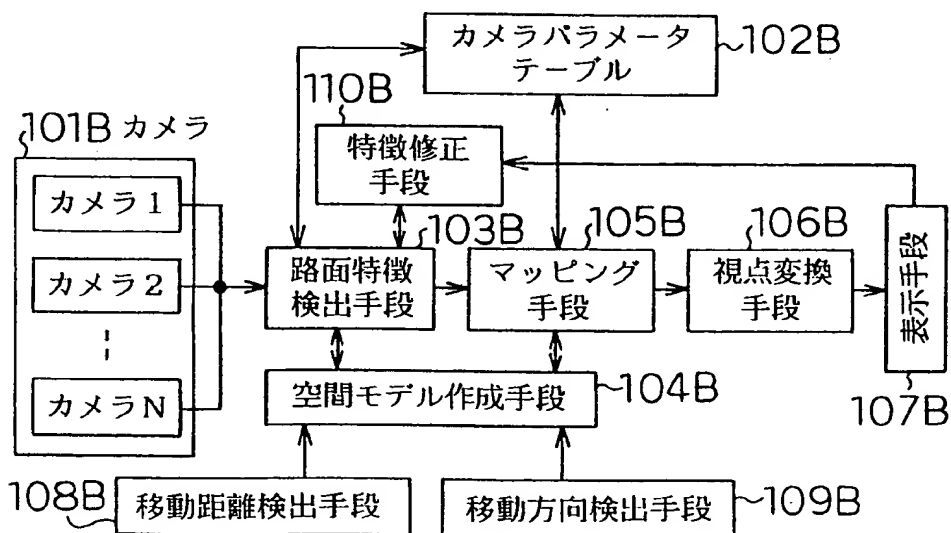 カメラパラメータ
テーブル
102B
110B
101B カメラ
特徴修正
手段
カメラ1
カメラ2
カメラN
103B
路面特徴
検出手段
105B
マッピング
手段
106B
視点変換
手段
表示手段
107B
空間モデル作成手段
104B
108B
移動距離検出手段
移動方向検出手段
109B